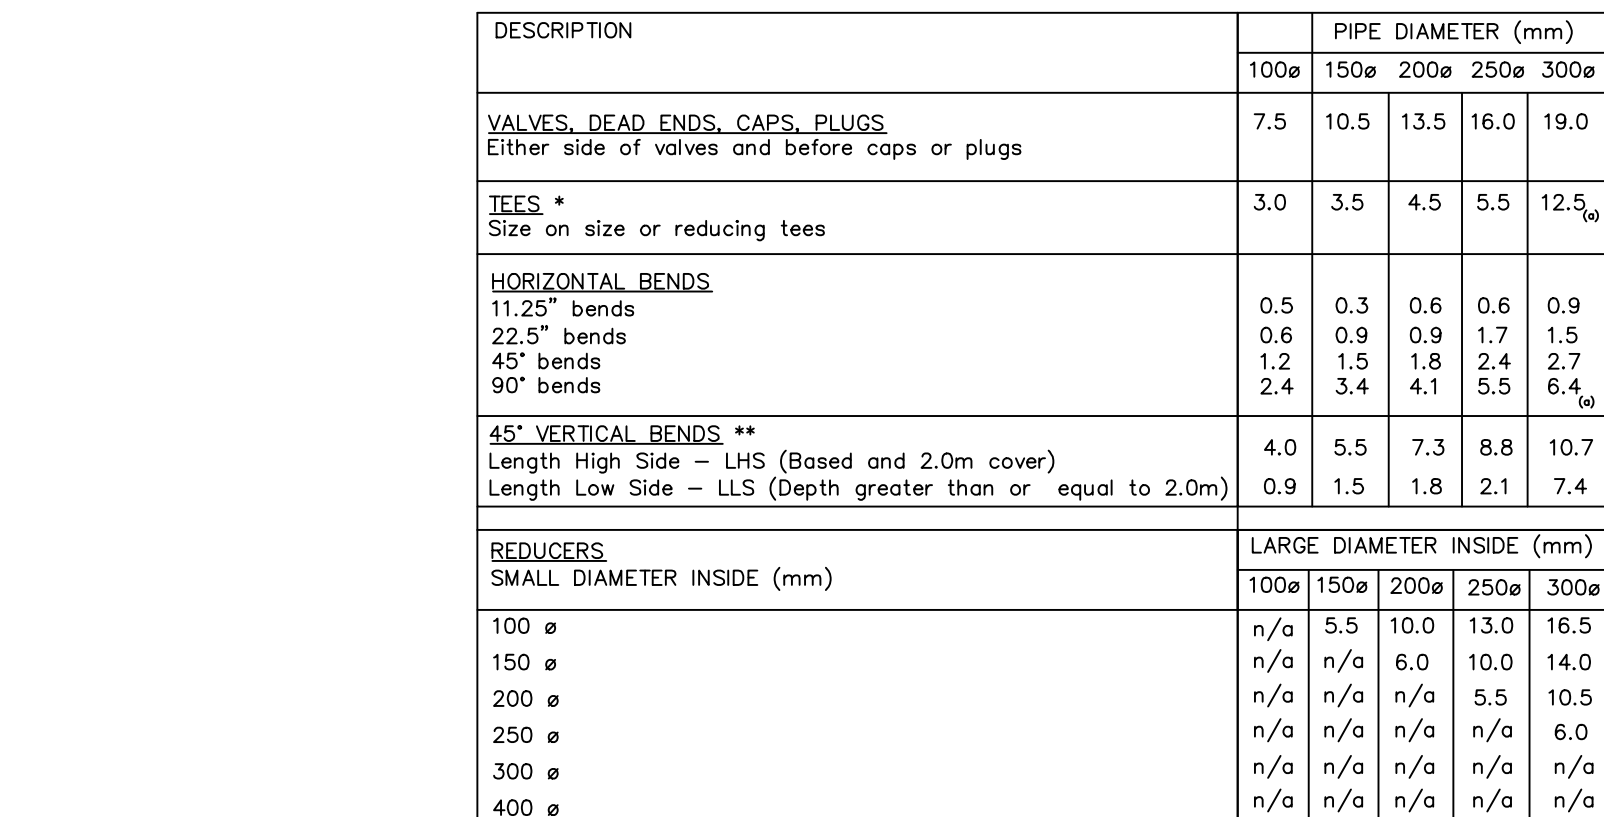 DESCRIPTION PIPE DIAMETER (mm)
100ø 150ø 200ø 250ø 300ø
VALVES, DEAD ENDS, CAPS, PLUGS 7.5 10.5 13.5 16.0 19.0
Either side of valves and before caps or plugs
TEES * 3.0 3.5 4.5 5.5 12.5(a)
Size on size or reducing tees
HORIZONTAL BENDS
11.25" bends 0.5 0.3 0.6 0.6 0.9
22.5" bends 0.6 0.9 0.9 1.7 1.5
45° bends 1.2 1.5 1.8 2.4 2.7
90° bends 2.4 3.4 4.1 5.5 6.4(a)
45° VERTICAL BENDS **
Length High Side – LHS (Based and 2.0m cover) 4.0 5.5 7.3 8.8 10.7
Length Low Side – LLS (Depth greater than or equal to 2.0m) 0.9 1.5 1.8 2.1 7.4
REDUCERS LARGE DIAMETER INSIDE (mm)
SMALL DIAMETER INSIDE (mm) 100ø 150ø 200ø 250ø 300ø
100 ø n/a 5.5 10.0 13.0 16.5
150 ø n/a n/a 6.0 10.0 14.0
200 ø n/a n/a n/a 5.5 10.5
250 ø n/a n/a n/a n/a 6.0
300 ø n/a n/a n/a n/a n/a
400 ø n/a n/a n/a n/a n/a